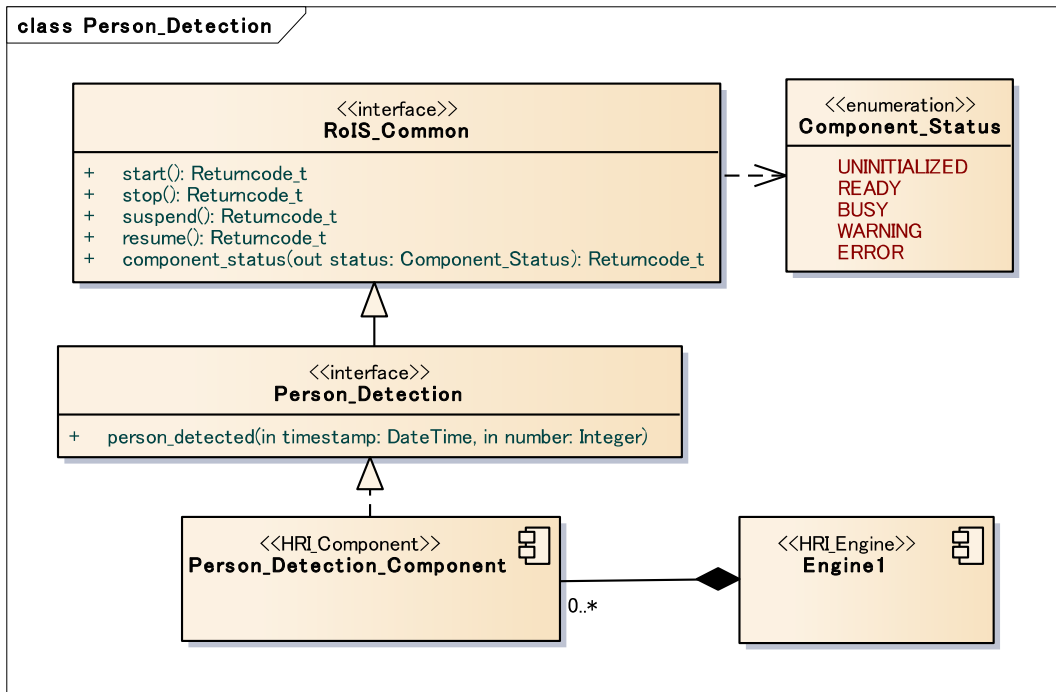 class Person_Detection
<<interface>>
RoIS_Common
+ start(): Returncode_t
+ stop(): Returncode_t
+ suspend(): Returncode_t
+ resume(): Returncode_t
+ component_status(out status: Component_Status): Returncode_t
<<enumeration>>
Component_Status
UNINITIALIZED
READY
BUSY
WARNING
ERROR
<<interface>>
Person_Detection
+ person_detected(in timestamp: DateTime, in number: Integer)
<<HRI_Component>>
Person_Detection_Component
0..*
<<HRI_Engine>>
Engine1